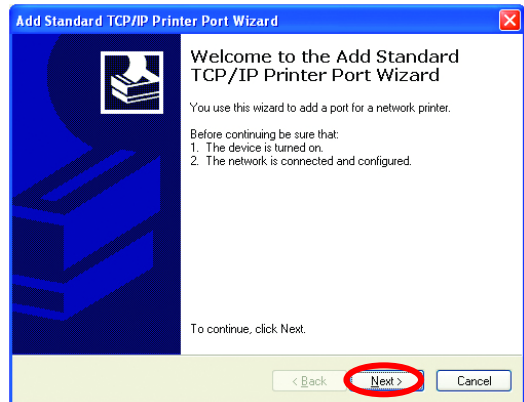 Add Standard TCP/IP Printer Port Wizard
Welcome to the Add Standard
TCP/IP Printer Port Wizard
You use this wizard to add a port for a network printer.
Before continuing be sure that:
1. The device is turned on.
2. The network is connected and configured.
To continue, click Next.
< Back Next > Cancel